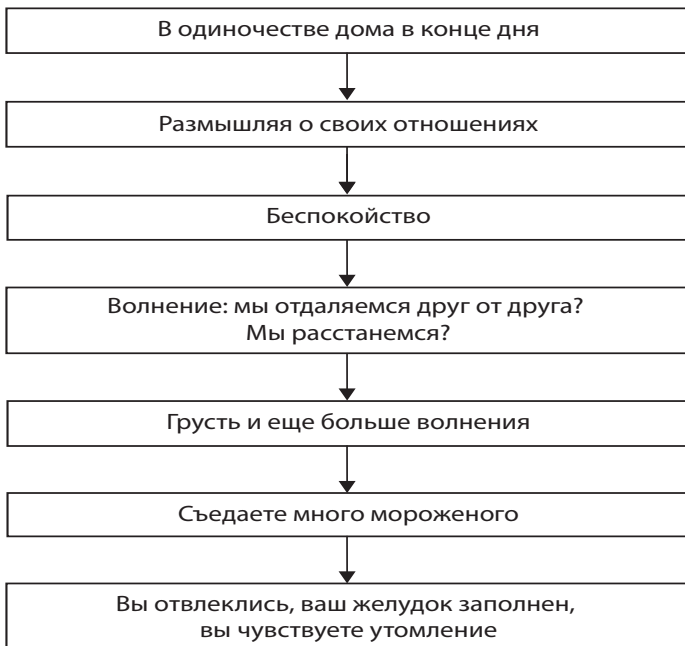 В одиночестве дома в конце дня
Размышляя о своих отношениях
Беспокойство
Волнение: мы отдаляемся друг от друга?
Мы расстанемся?
Грусть и еще больше волнения
Съедаете много мороженого
Вы отвлеклись, ваш желудок заполнен,
вы чувствуете утомление